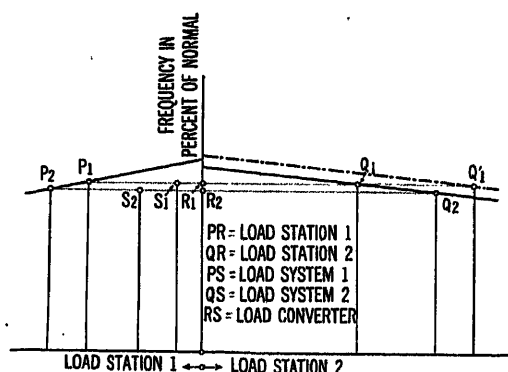 FREQUENCY IN
PERCENT OF NORMAL
P2
P1
S2
S1
R1
R2
Q1
Q'1
Q2
PR = LOAD STATION 1
QR = LOAD STATION 2
PS = LOAD SYSTEM 1
QS = LOAD SYSTEM 2
RS = LOAD CONVERTER
LOAD STATION 1
LOAD STATION 2